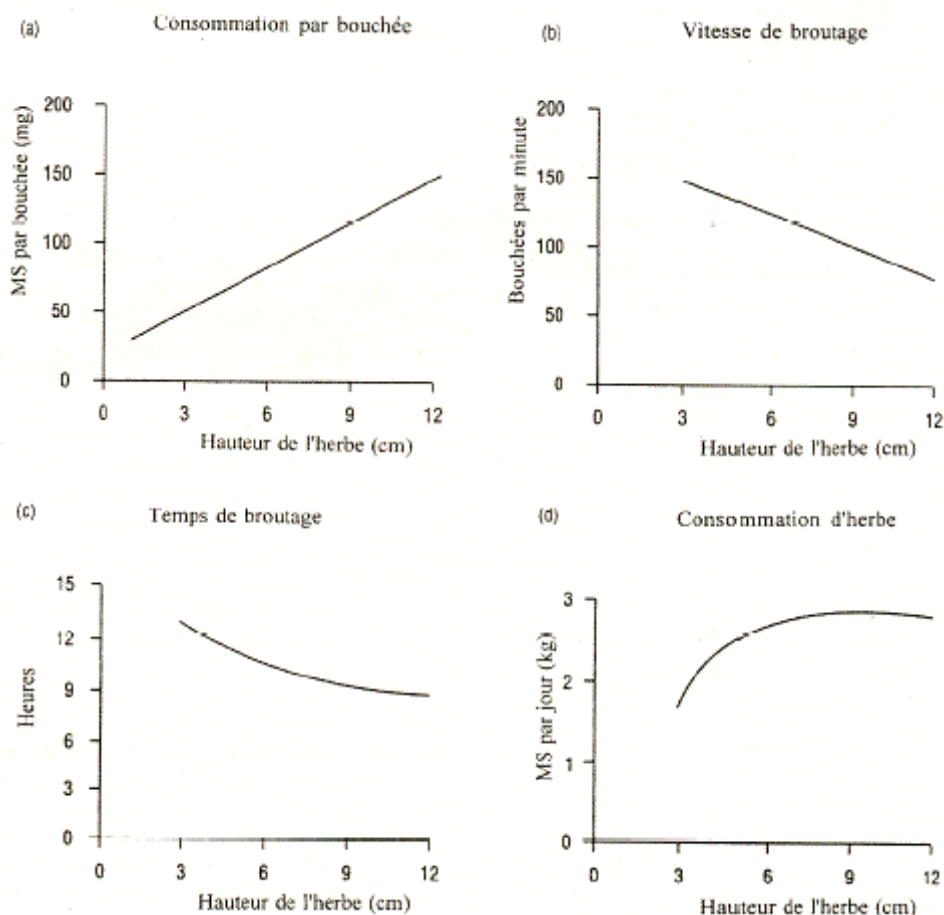 (a) Consommation par bouchée
MS par bouchée (mg)
200
150
100
50
0
0 3 6 9 12
Hauteur de l'herbe (cm)
(b) Vitesse de broutage
Bouchées par minute
200
150
100
50
0
0 3 6 9 12
Hauteur de l'herbe (cm)
(c) Temps de broutage
Heures
15
12
9
6
3
0
0 3 6 9 12
Hauteur de l'herbe (cm)
(d) Consommation d'herbe
MS par jour (kg)
3
2
1
0
0 3 6 9 12
Hauteur de l'herbe (cm)